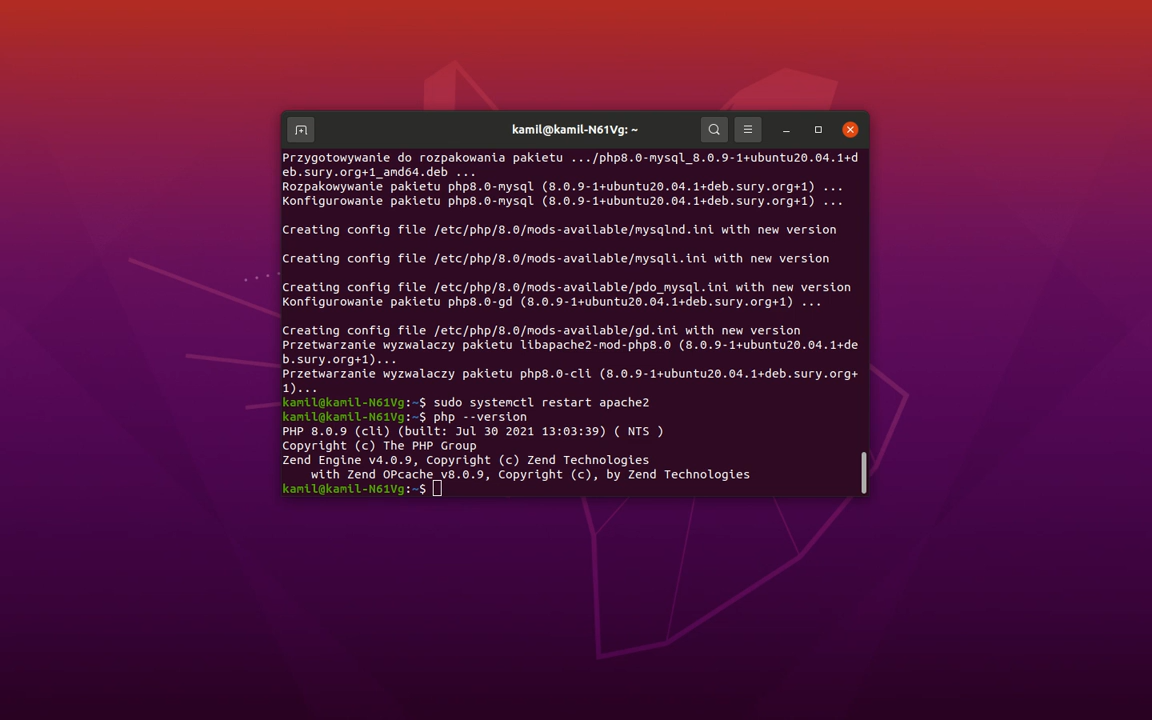 kamil@kamil-N61Vg: ~
Przygotowywanie do rozpakowania pakietu .../php8.0-mysql_8.0.9-1+ubuntu20.04.1+d
eb.sury.org+1_amd64.deb ...
Rozpakowywanie pakietu php8.0-mysql (8.0.9-1+ubuntu20.04.1+deb.sury.org+1) ...
Konfigurowanie pakietu php8.0-mysql (8.0.9-1+ubuntu20.04.1+deb.sury.org+1) ...
Creating config file /etc/php/8.0/mods-available/mysqlnd.ini with new version
Creating config file /etc/php/8.0/mods-available/mysqli.ini with new version
Creating config file /etc/php/8.0/mods-available/pdo_mysql.ini with new version
Konfigurowanie pakietu php8.0-gd (8.0.9-1+ubuntu20.04.1+deb.sury.org+1) ...
Creating config file /etc/php/8.0/mods-available/gd.ini with new version
Przetwarzanie wyzwalaczy pakietu libapache2-mod-php8.0 (8.0.9-1+ubuntu20.04.1+de
b.sury.org+1)...
Przetwarzanie wyzwalaczy pakietu php8.0-cli (8.0.9-1+ubuntu20.04.1+deb.sury.org+
1)...
kamil@kamil-N61Vg:~$ sudo systemctl restart apache2
kamil@kamil-N61Vg:~$ php --version
PHP 8.0.9 (cli) (built: Jul 30 2021 13:03:39) ( NTS )
Copyright (c) The PHP Group
Zend Engine v4.0.9, Copyright (c) Zend Technologies
    with Zend OPcache v8.0.9, Copyright (c), by Zend Technologies
kamil@kamil-N61Vg:~$